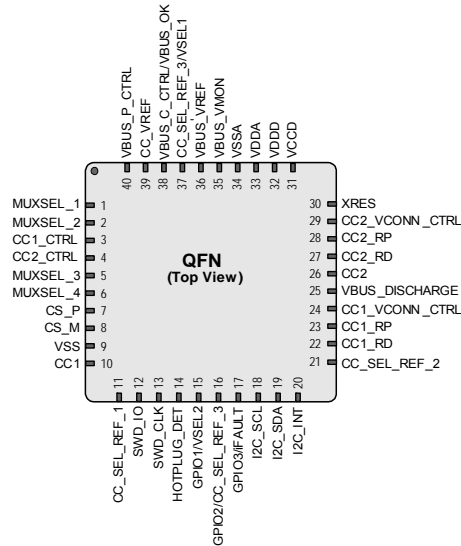 VBUS_P_CTRL
CC_VREF
VBUS_C_CTRL/VBUS_OK
CC_SEL_REF_3/VSEL1
VBUS_VREF
VBUS_VMON
VSSA
VDDA
VDDD
VCCD
40 39 38 37 36 35 34 33 32 31
MUXSEL_1 1
MUXSEL_2 2
CC1_CTRL 3
CC2_CTRL 4
MUXSEL_3 5
MUXSEL_4 6
CS_P 7
CS_M 8
VSS 9
CC1 10
QFN
(Top View)
30 XRES
29 CC2_VCONN_CTRL
28 CC2_RP
27 CC2_RD
26 CC2
25 VBUS_DISCHARGE
24 CC1_VCONN_CTRL
23 CC1_RP
22 CC1_RD
21 CC_SEL_REF_2
11 12 13 14 15 16 17 18 19 20
CC_SEL_REF_1
SWD_IO
SWD_CLK
HOTPLUG_DET
GPIO1/VSEL2
GPIO2/CC_SEL_REF_3
GPIO3/iFAULT
I2C_SCL
I2C_SDA
I2C_INT